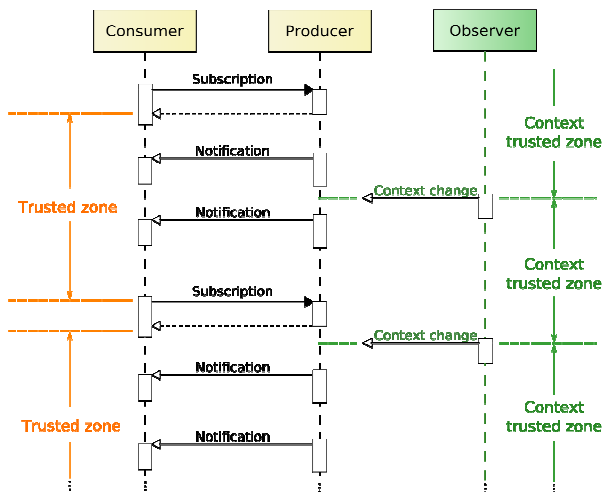 Consumer
Producer
Observer
Subscription
Context
trusted zone
Notification
Context change
Trusted zone
Notification
Context
trusted zone
Subscription
Context change
Notification
Context
trusted zone
Trusted zone
Notification